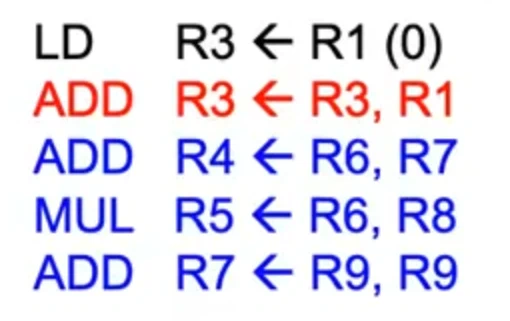 LD R3 ← R1 (0)
ADD R3 ← R3, R1
ADD R4 ← R6, R7
MUL R5 ← R6, R8
ADD R7 ← R9, R9